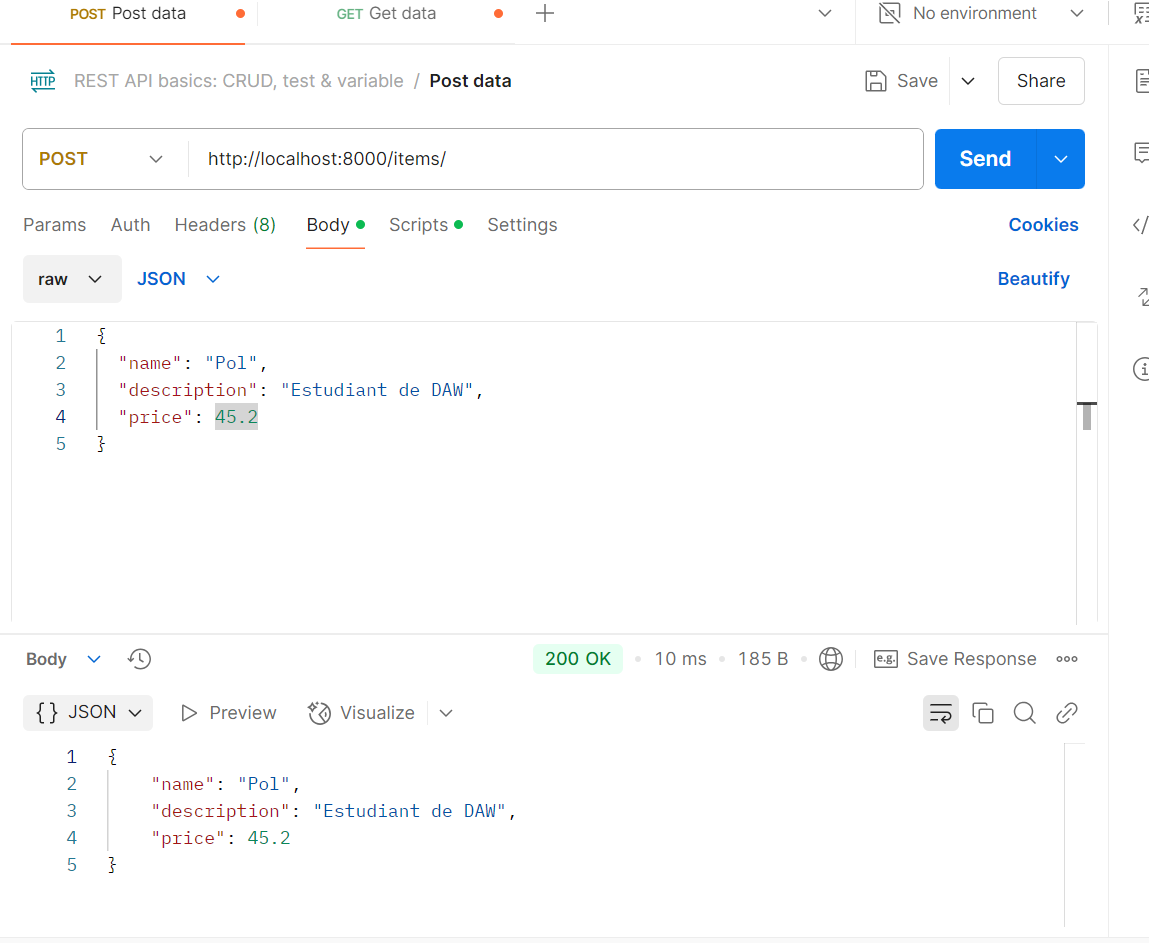 POST Post data GET Get data No environment
HTTP REST API basics: CRUD, test & variable / Post data Save Share
POST http://localhost:8000/items/ Send
Params Auth Headers (8) Body Scripts Settings Cookies
raw JSON Beautify
1 {
2 "name": "Pol",
3 "description": "Estudiant de DAW",
4 "price": 45.2
5 }
Body 200 OK • 10 ms • 185 B • e.g. Save Response
{} JSON Preview Visualize
1 {
2 "name": "Pol",
3 "description": "Estudiant de DAW",
4 "price": 45.2
5 }